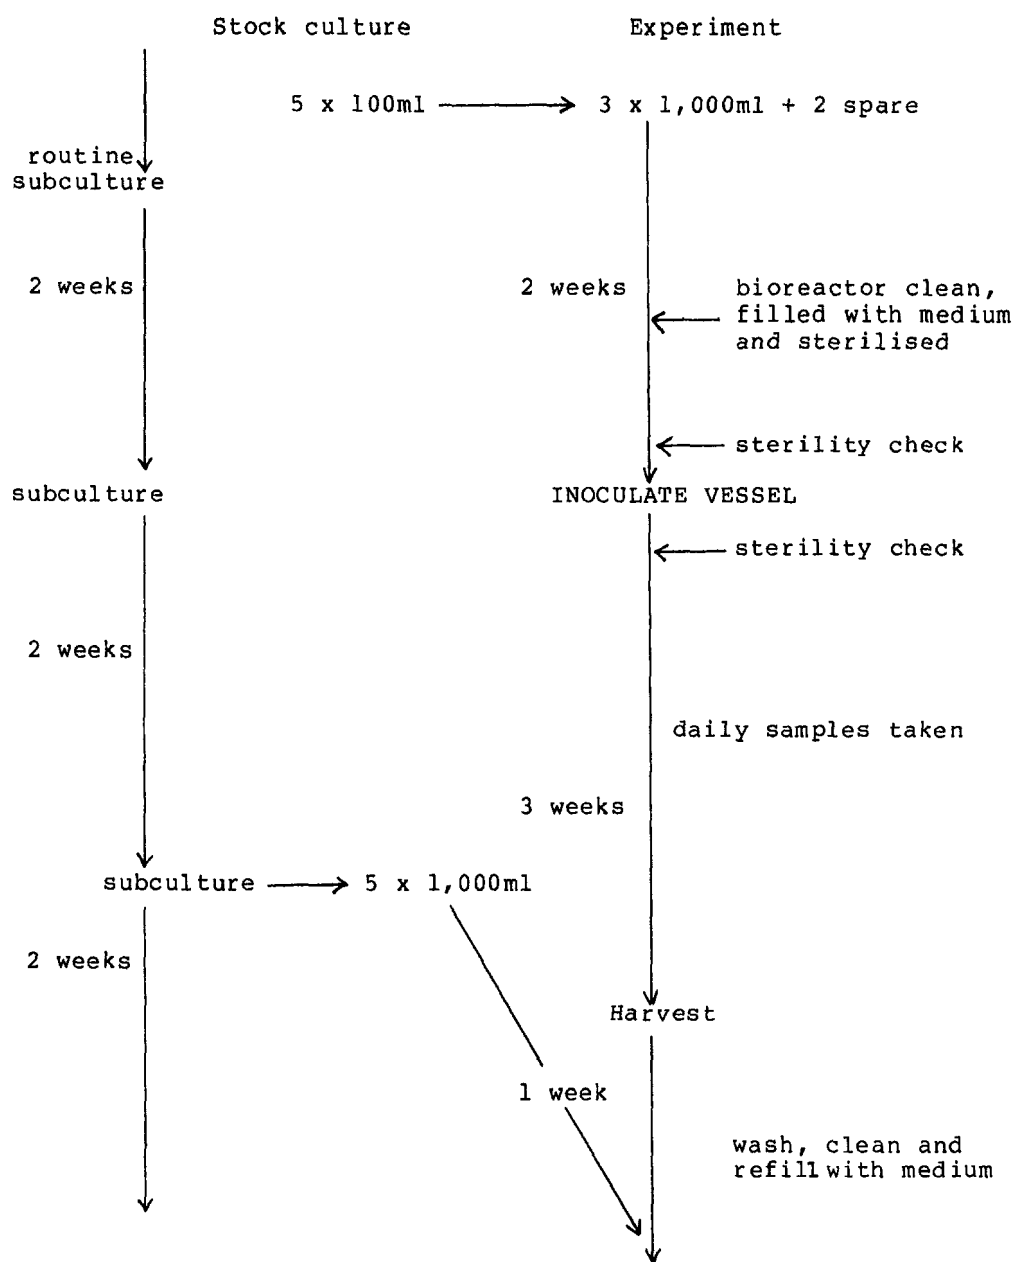 Stock culture
Experiment
5 x 100ml
3 x 1,000ml + 2 spare
routine
subculture
2 weeks
2 weeks
bioreactor clean,
filled with medium
and sterilised
sterility check
subculture
INOCULATE VESSEL
sterility check
2 weeks
daily samples taken
3 weeks
subculture
5 x 1,000ml
2 weeks
Harvest
1 week
wash, clean and
refill with medium